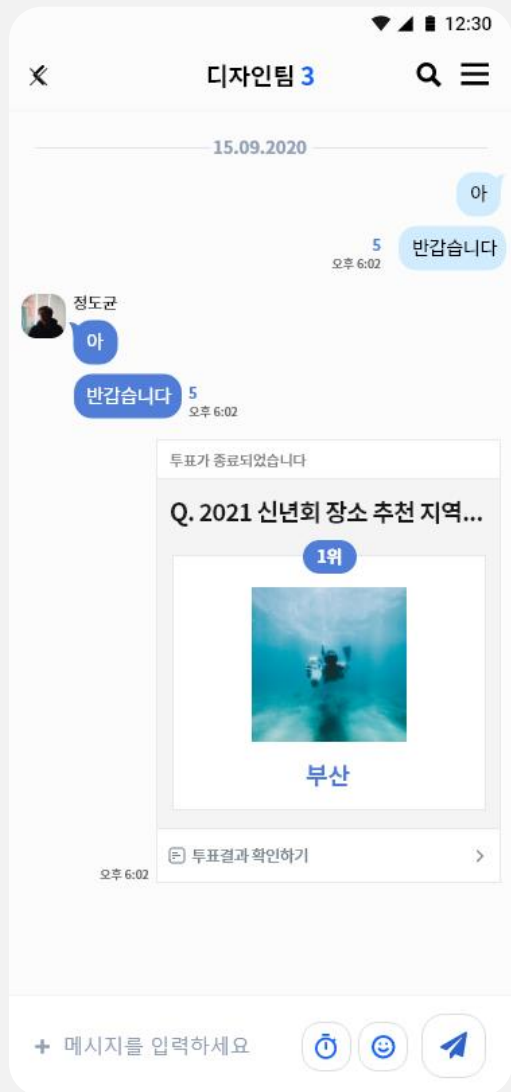 12:30
디자인팀 3
15.09.2020
아
5
반갑습니다
오후 6:02
정도균
아
반갑습니다 5
오후 6:02
투표가 종료되었습니다
Q. 2021 신년회 장소 추천 지역...
1위
부산
투표결과 확인하기
오후 6:02
+ 메시지를 입력하세요